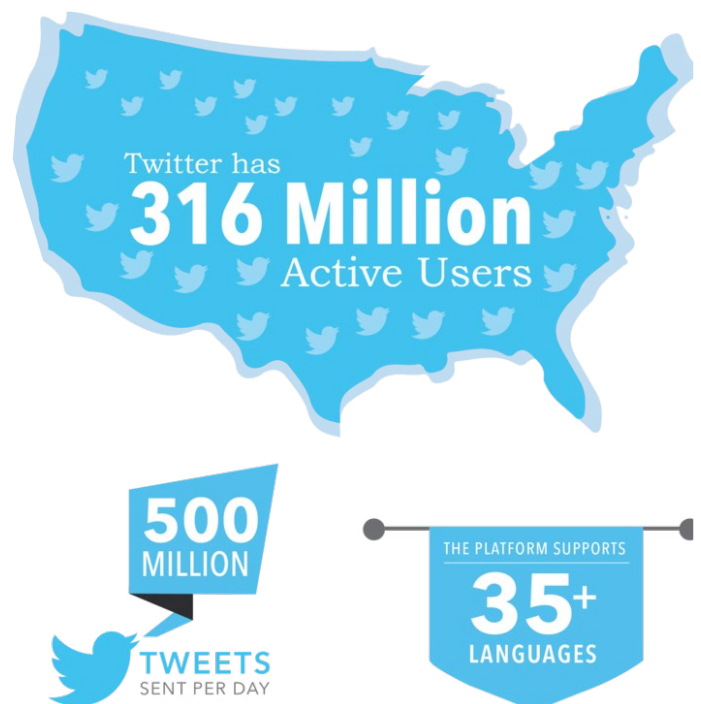 Twitter has
316 Million
Active Users
500
MILLION
TWEETS
SENT PER DAY
THE PLATFORM SUPPORTS
35+
LANGUAGES